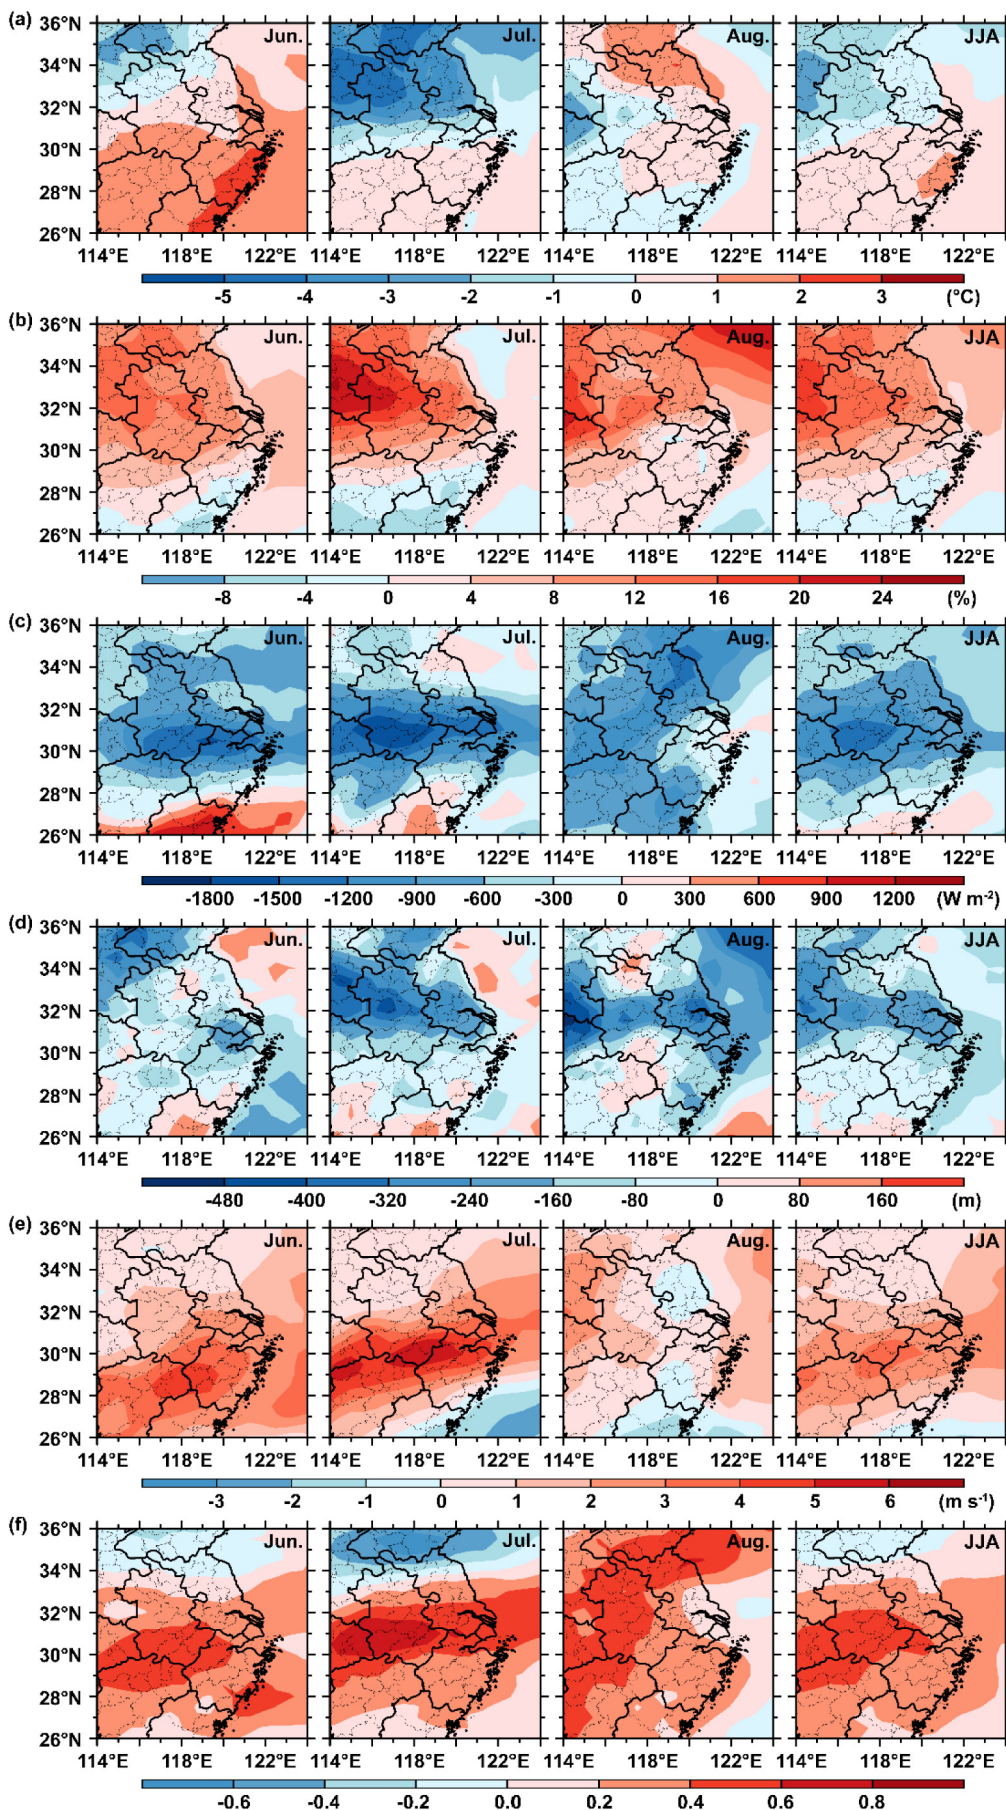 (a) 36°N Jun. Jul. Aug. JJA
34°N
32°N
30°N
28°N
26°N
114°E 118°E 122°E 114°E 118°E 122°E 114°E 118°E 122°E 114°E 118°E 122°E
-5 -4 -3 -2 -1 0 1 2 3 (°C)
(b) 36°N Jun. Jul. Aug. JJA
34°N
32°N
30°N
28°N
26°N
114°E 118°E 122°E 114°E 118°E 122°E 114°E 118°E 122°E 114°E 118°E 122°E
-8 -4 0 4 8 12 16 20 24 (%)
(c) 36°N Jun. Jul. Aug. JJA
34°N
32°N
30°N
28°N
26°N
114°E 118°E 122°E 114°E 118°E 122°E 114°E 118°E 122°E 114°E 118°E 122°E
-1800 -1500 -1200 -900 -600 -300 0 300 600 900 1200 (W m⁻²)
(d) 36°N Jun. Jul. Aug. JJA
34°N
32°N
30°N
28°N
26°N
114°E 118°E 122°E 114°E 118°E 122°E 114°E 118°E 122°E 114°E 118°E 122°E
-480 -400 -320 -240 -160 -80 0 80 160 (m)
(e) 36°N Jun. Jul. Aug. JJA
34°N
32°N
30°N
28°N
26°N
114°E 118°E 122°E 114°E 118°E 122°E 114°E 118°E 122°E 114°E 118°E 122°E
-3 -2 -1 0 1 2 3 4 5 6 (m s⁻¹)
(f) 36°N Jun. Jul. Aug. JJA
34°N
32°N
30°N
28°N
26°N
114°E 118°E 122°E 114°E 118°E 122°E 114°E 118°E 122°E 114°E 118°E 122°E
-0.6 -0.4 -0.2 0.0 0.2 0.4 0.6 0.8